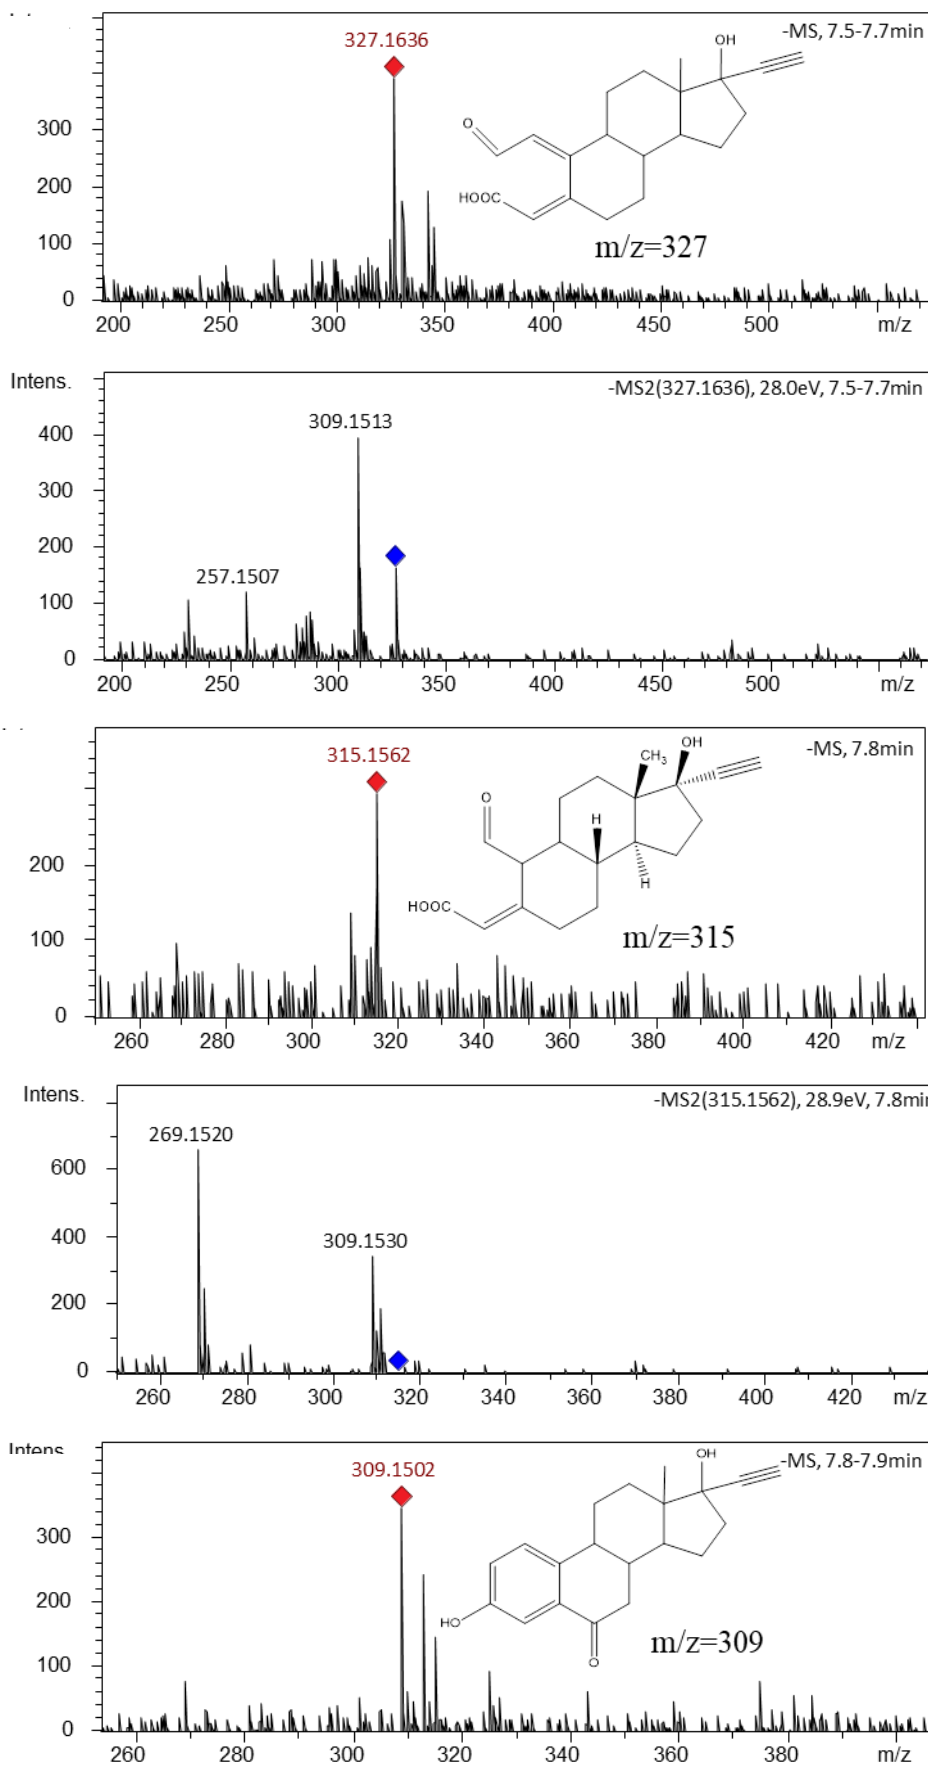 327.1636
-MS, 7.5-7.7min
OH
O
HOOC
m/z=327
300
200
100
0
200 250 300 350 400 450 500 m/z
Intens.
-MS2(327.1636), 28.0eV, 7.5-7.7min
309.1513
257.1507
400
300
200
100
0
200 250 300 350 400 450 500 m/z
315.1562
-MS, 7.8min
OH
CH3
O
H
H
HOOC
m/z=315
200
100
0
260 280 300 320 340 360 380 400 420 m/z
Intens.
-MS2(315.1562), 28.9eV, 7.8min
269.1520
309.1530
600
400
200
0
260 280 300 320 340 360 380 400 420 m/z
Intens.
309.1502
-MS, 7.8-7.9min
OH
HO
O
m/z=309
300
200
100
0
260 280 300 320 340 360 380 m/z